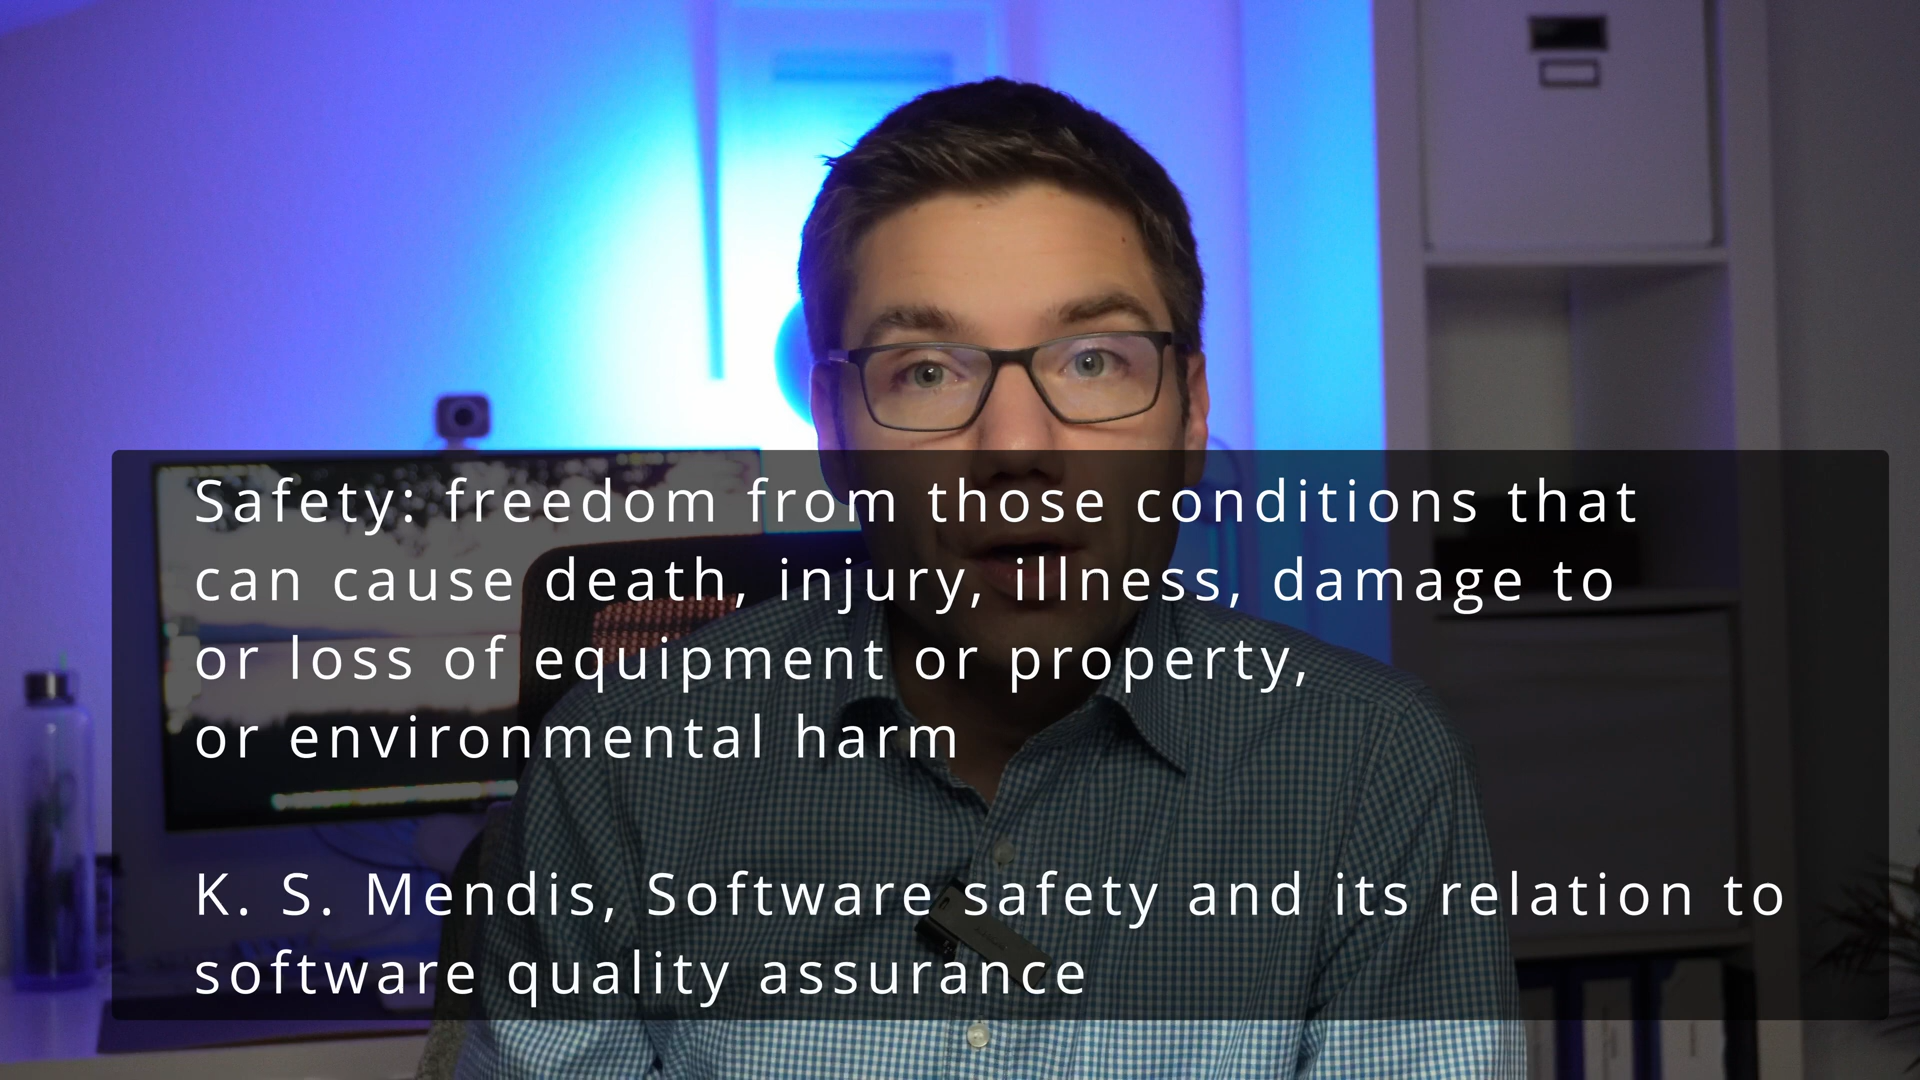 Safety: freedom from those conditions that
can cause death, injury, illness, damage to
or loss of equipment or property,
or environmental harm
K. S. Mendis, Software safety and its relation to
software quality assurance